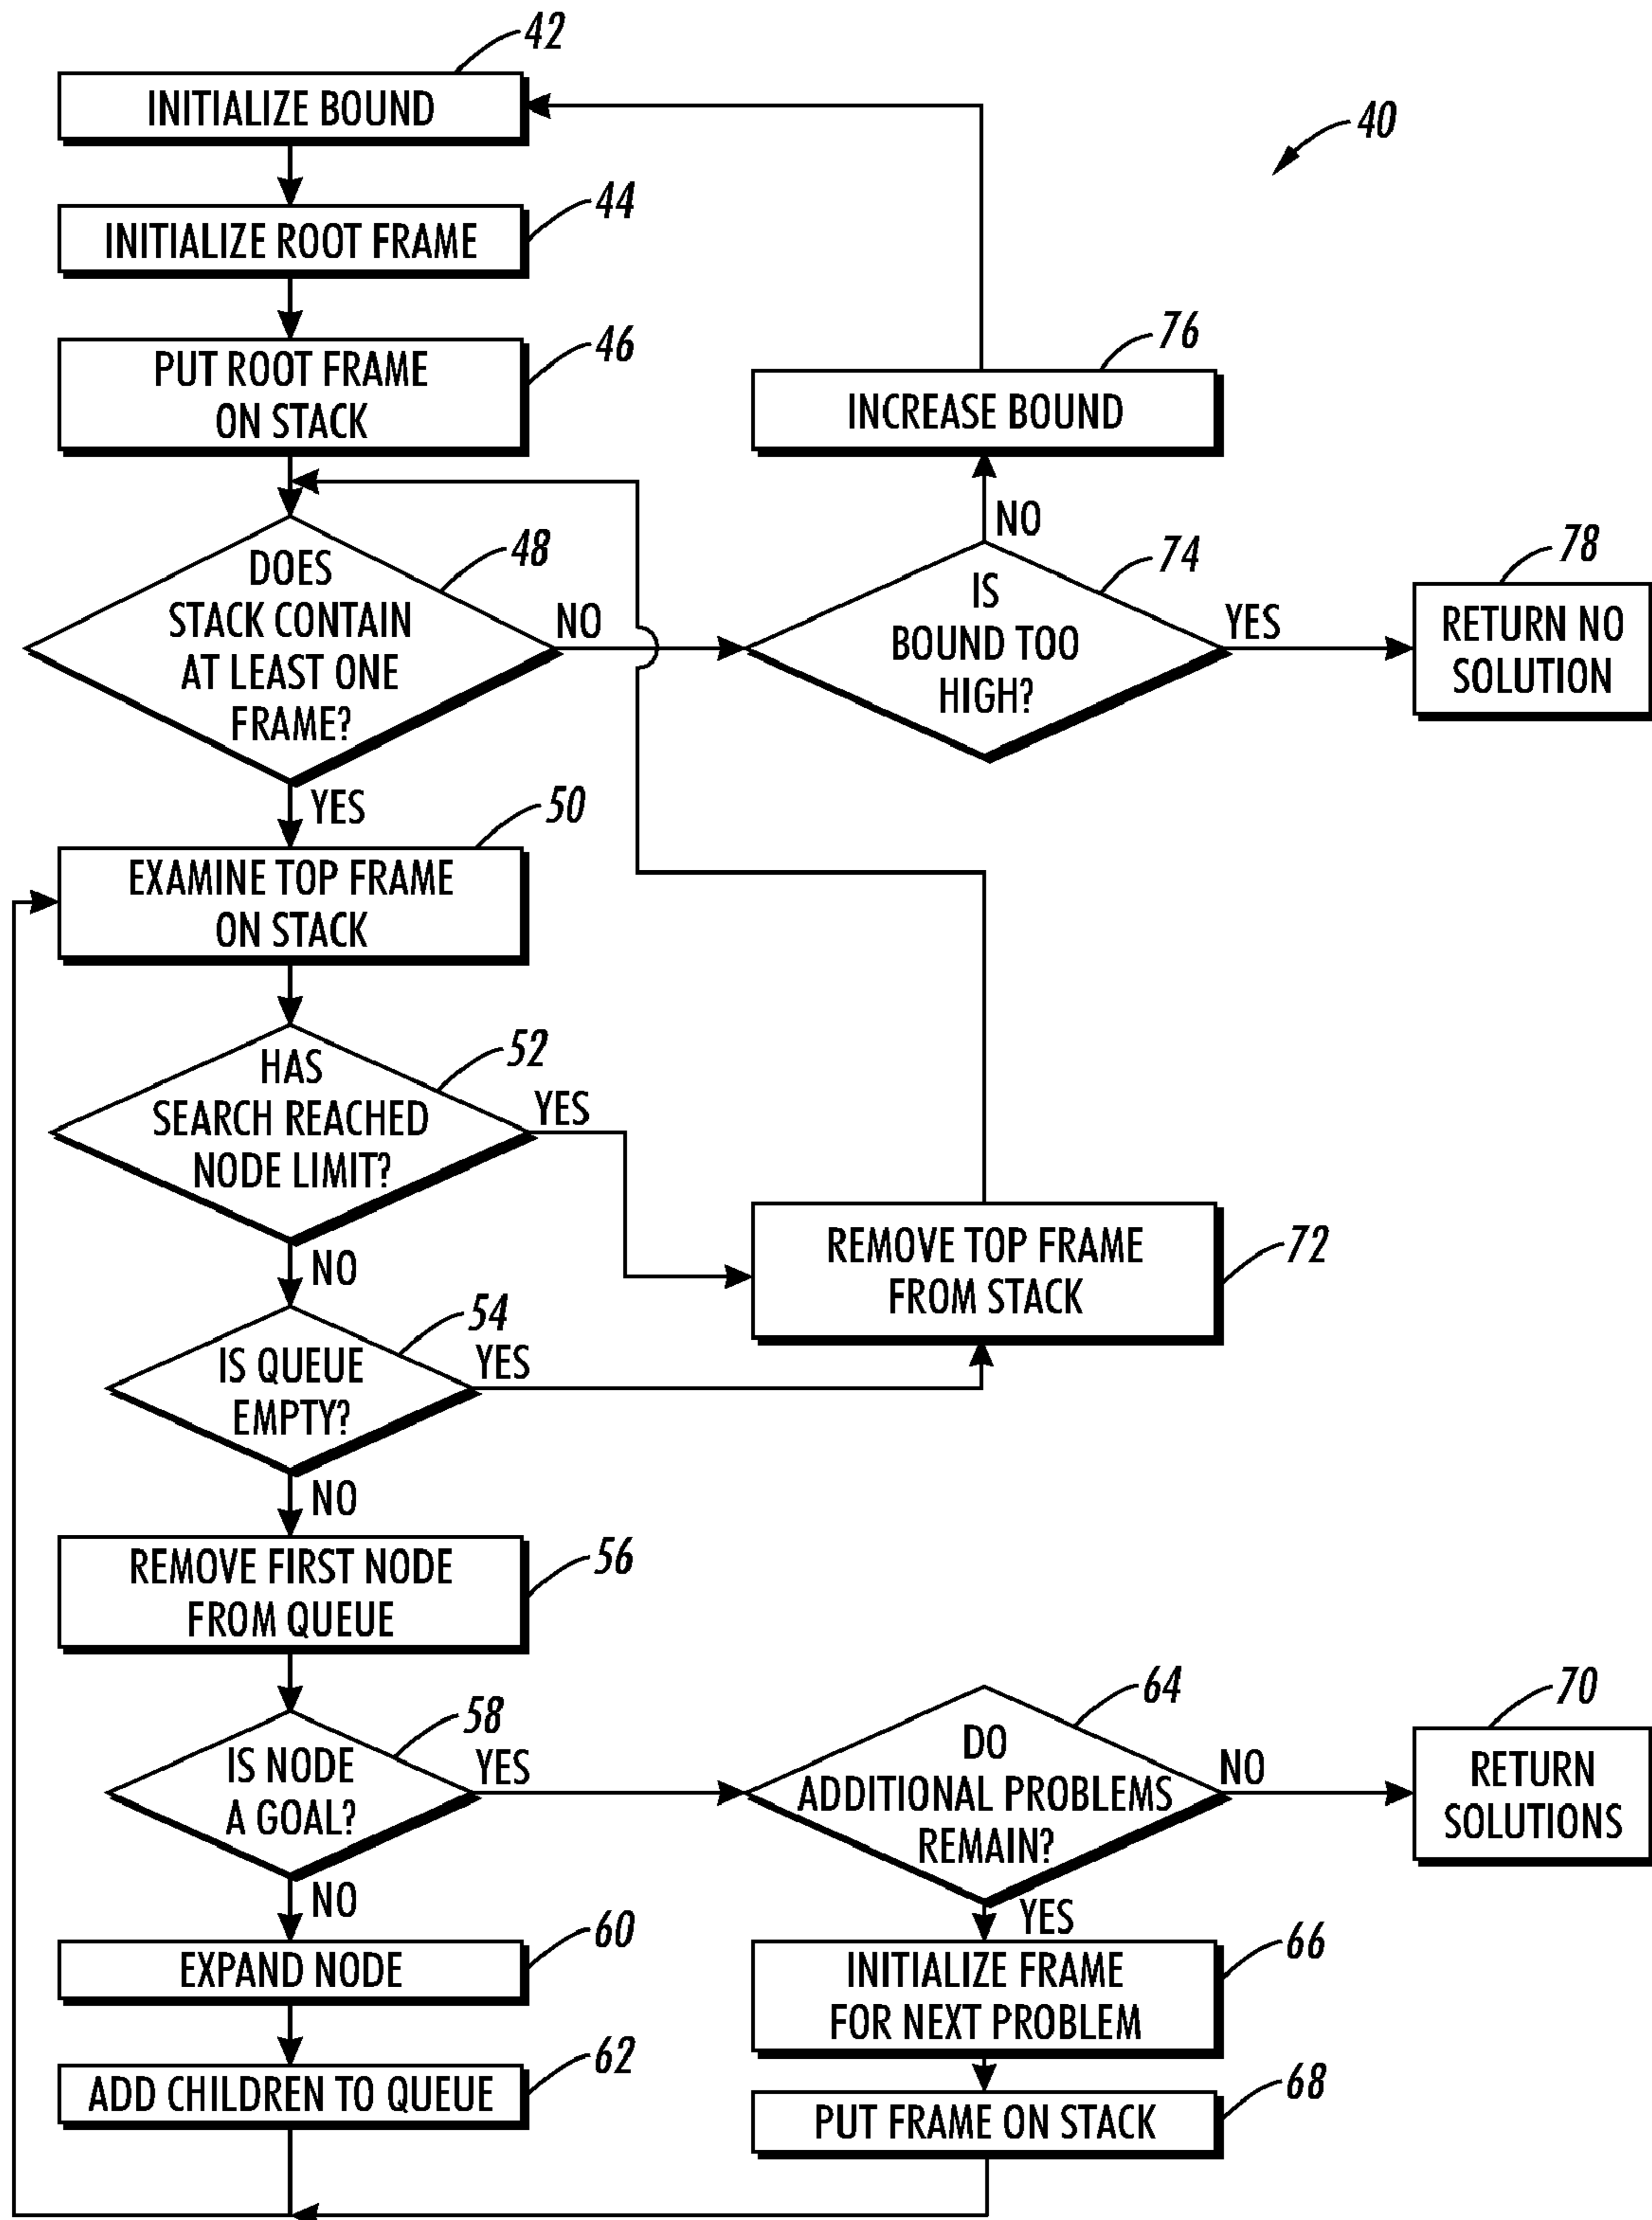 42
INITIALIZE BOUND
40
44
INITIALIZE ROOT FRAME
46
PUT ROOT FRAME
ON STACK
76
INCREASE BOUND
NO
48
DOES
STACK CONTAIN
AT LEAST ONE
FRAME?
NO
74
IS
BOUND TOO
HIGH?
YES
78
RETURN NO
SOLUTION
YES
50
EXAMINE TOP FRAME
ON STACK
52
HAS
SEARCH REACHED
NODE LIMIT?
YES
NO
REMOVE TOP FRAME
FROM STACK
72
54
IS QUEUE
EMPTY?
YES
NO
REMOVE FIRST NODE
FROM QUEUE
56
58
IS NODE
A GOAL?
YES
64
DO
ADDITIONAL PROBLEMS
REMAIN?
NO
70
RETURN
SOLUTIONS
NO
YES
60
EXPAND NODE
66
INITIALIZE FRAME
FOR NEXT PROBLEM
62
ADD CHILDREN TO QUEUE
68
PUT FRAME ON STACK